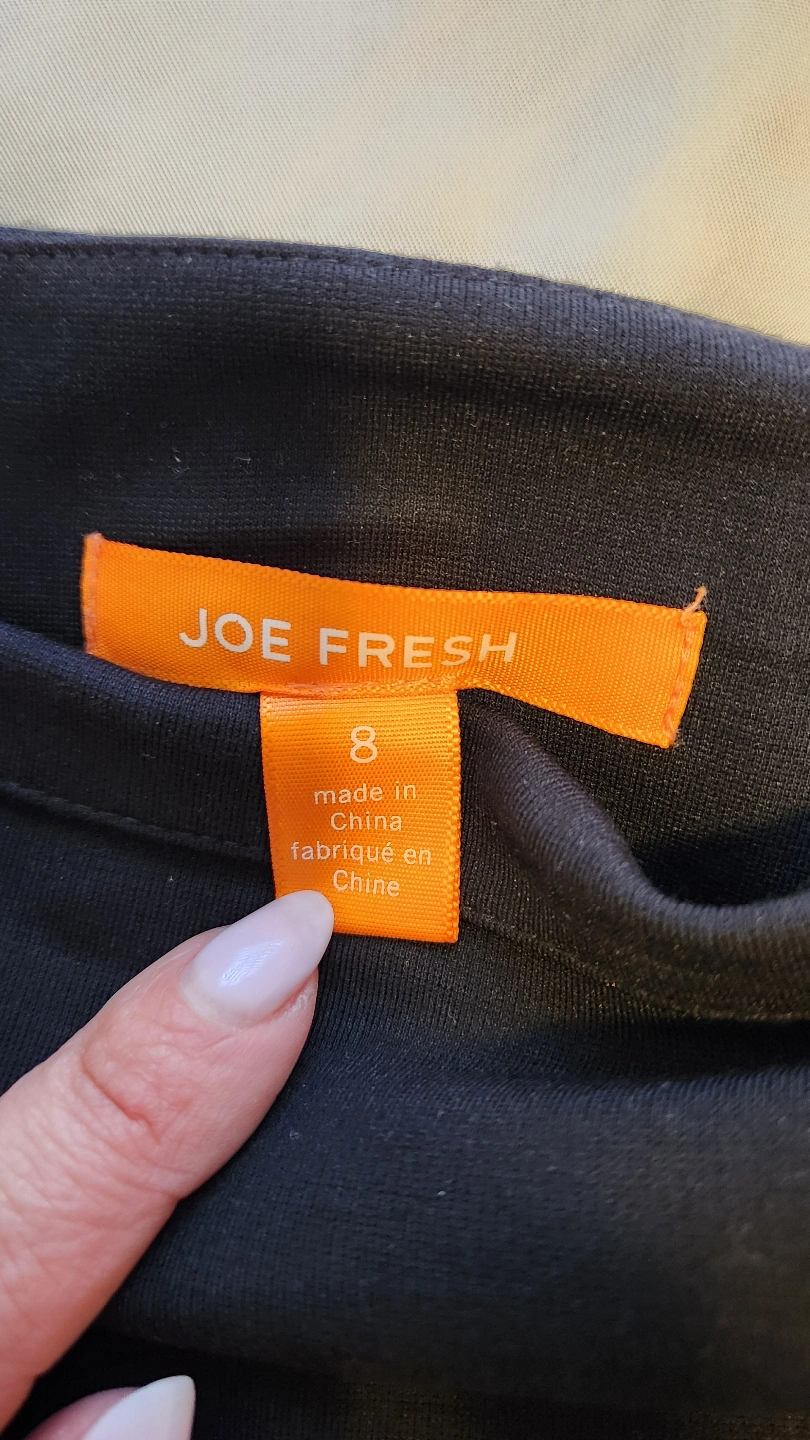 JOE FRESH
8
made in
China
fabriqué en
Chine